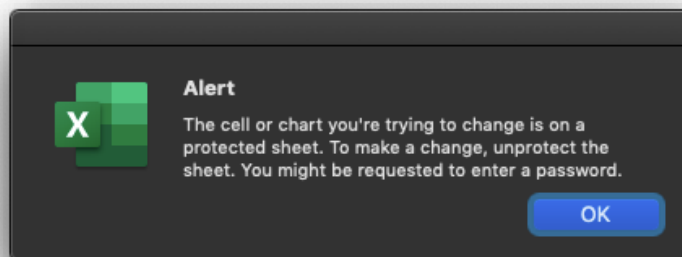 Alert
The cell or chart you're trying to change is on a
protected sheet. To make a change, unprotect the
sheet. You might be requested to enter a password.
OK
X